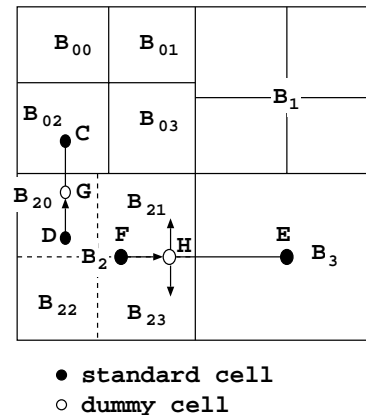 B00 B01
B1
B02 C B03
B20 G B21
D F H E
B2 B3
B22 B23
standard cell
dummy cell